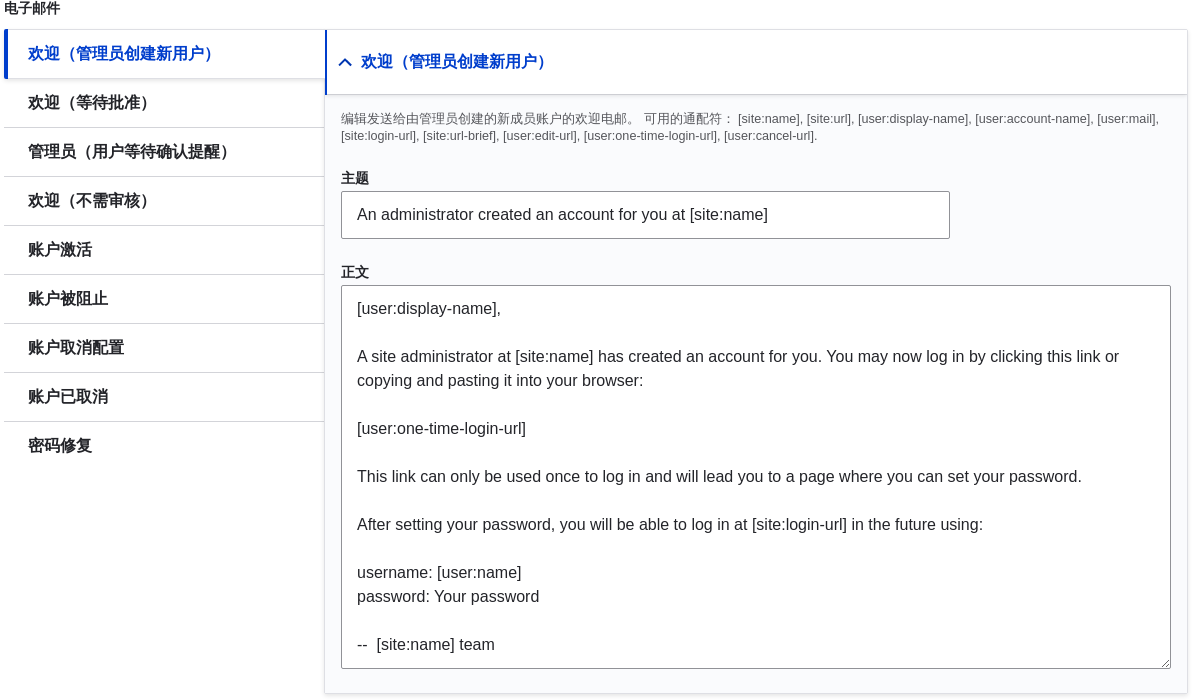 电子邮件
欢迎（管理员创建新用户）
欢迎（等待批准）
管理员（用户等待确认提醒）
欢迎（不需审核）
账户激活
账户被阻止
账户取消配置
账户已取消
密码修复
欢迎（管理员创建新用户）
编辑发送给由管理员创建的新成员账户的欢迎电邮。 可用的通配符： [site:name], [site:url], [user:display-name], [user:account-name], [user:mail],
[site:login-url], [site:url-brief], [user:edit-url], [user:one-time-login-url], [user:cancel-url].
主题
An administrator created an account for you at [site:name]
正文
[user:display-name],
A site administrator at [site:name] has created an account for you. You may now log in by clicking this link or
copying and pasting it into your browser:
[user:one-time-login-url]
This link can only be used once to log in and will lead you to a page where you can set your password.
After setting your password, you will be able to log in at [site:login-url] in the future using:
username: [user:name]
password: Your password
--  [site:name] team